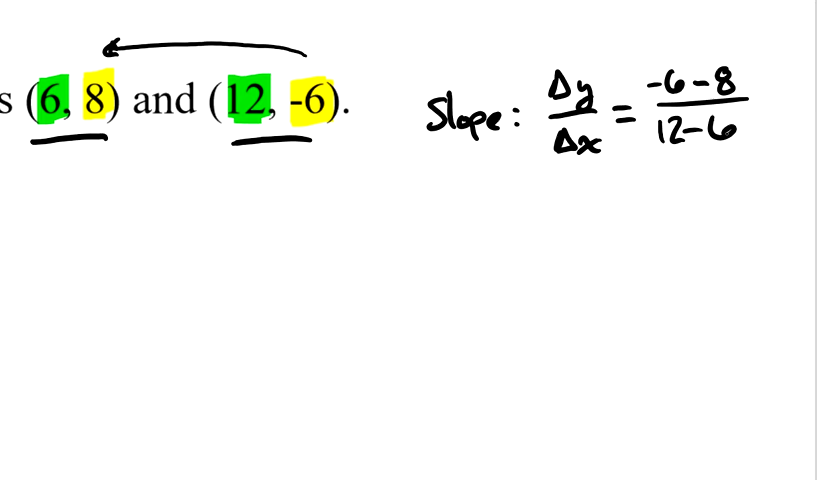 s (6, 8) and (12, -6).
Slope: Δy/Δx = -6-8/12-6